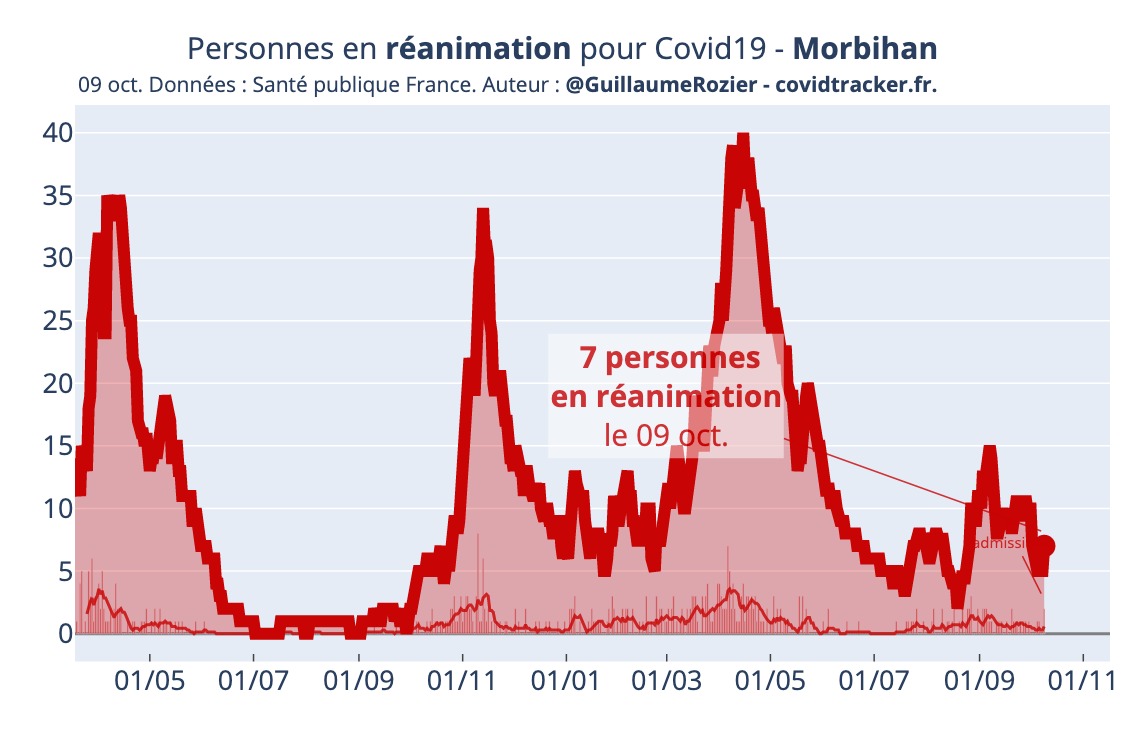 Personnes en réanimation pour Covid19 - Morbihan
09 oct. Données : Santé publique France. Auteur : @GuillaumeRozier - covidtracker.fr.
40
35
30
25
20
15
10
5
0
7 personnes
en réanimation
le 09 oct.
01/05 01/07 01/09 01/11 01/01 01/03 01/05 01/07 01/09 01/11